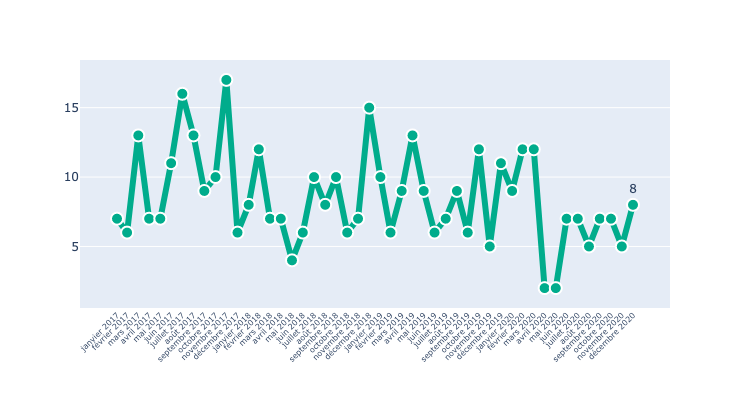 15
10
5
8
janvier 2017
février 2017
mars 2017
avril 2017
mai 2017
juin 2017
juillet 2017
août 2017
septembre 2017
octobre 2017
novembre 2017
décembre 2017
janvier 2018
février 2018
mars 2018
avril 2018
mai 2018
juin 2018
juillet 2018
août 2018
septembre 2018
octobre 2018
novembre 2018
décembre 2018
janvier 2019
février 2019
mars 2019
avril 2019
mai 2019
juin 2019
juillet 2019
août 2019
septembre 2019
octobre 2019
novembre 2019
décembre 2019
janvier 2020
février 2020
mars 2020
avril 2020
mai 2020
juin 2020
juillet 2020
août 2020
septembre 2020
octobre 2020
novembre 2020
décembre 2020